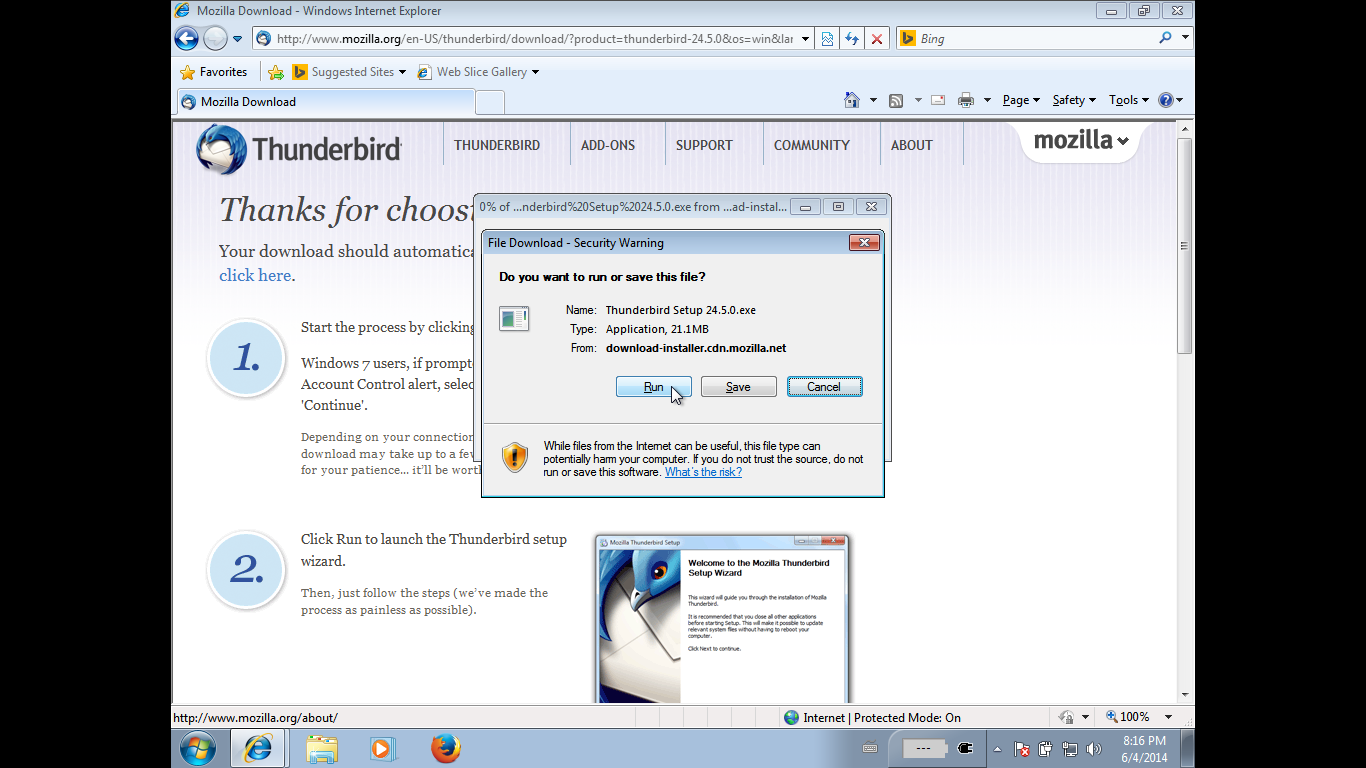 Mozilla Download - Windows Internet Explorer
http://www.mozilla.org/en-US/thunderbird/download/?product=thunderbird-24.5.0&os=win&lar
Bing
Favorites
Suggested Sites
Web Slice Gallery
Mozilla Download
Page
Safety
Tools
Thunderbird
THUNDERBIRD
ADD-ONS
SUPPORT
COMMUNITY
ABOUT
mozilla
Thanks for choos
Your download should automatica
click here.
0% of ...nderbird%20Setup%2024.5.0.exe from ...ad-instal...
File Download - Security Warning
Do you want to run or save this file?
Name: Thunderbird Setup 24.5.0.exe
Type: Application, 21.1MB
From: download-installer.cdn.mozilla.net
Run
Save
Cancel
While files from the Internet can be useful, this file type can
potentially harm your computer. If you do not trust the source, do not
run or save this software. What's the risk?
1.
Start the process by clicking
Windows 7 users, if prompte
Account Control alert, selec
'Continue'.
Depending on your connection
download may take up to a few
for your patience... it'll be worth
2.
Click Run to launch the Thunderbird setup
wizard.
Then, just follow the steps (we've made the
process as painless as possible).
Mozilla Thunderbird Setup
Welcome to the Mozilla Thunderbird
Setup Wizard
This wizard will guide you through the installation of Mozilla
Thunderbird.
It is recommended that you close all other applications
before starting Setup. This will make it possible to update
relevant system files without having to reboot your
computer.
Click Next to continue.
http://www.mozilla.org/about/
Internet | Protected Mode: On
100%
---
8:16 PM
6/4/2014